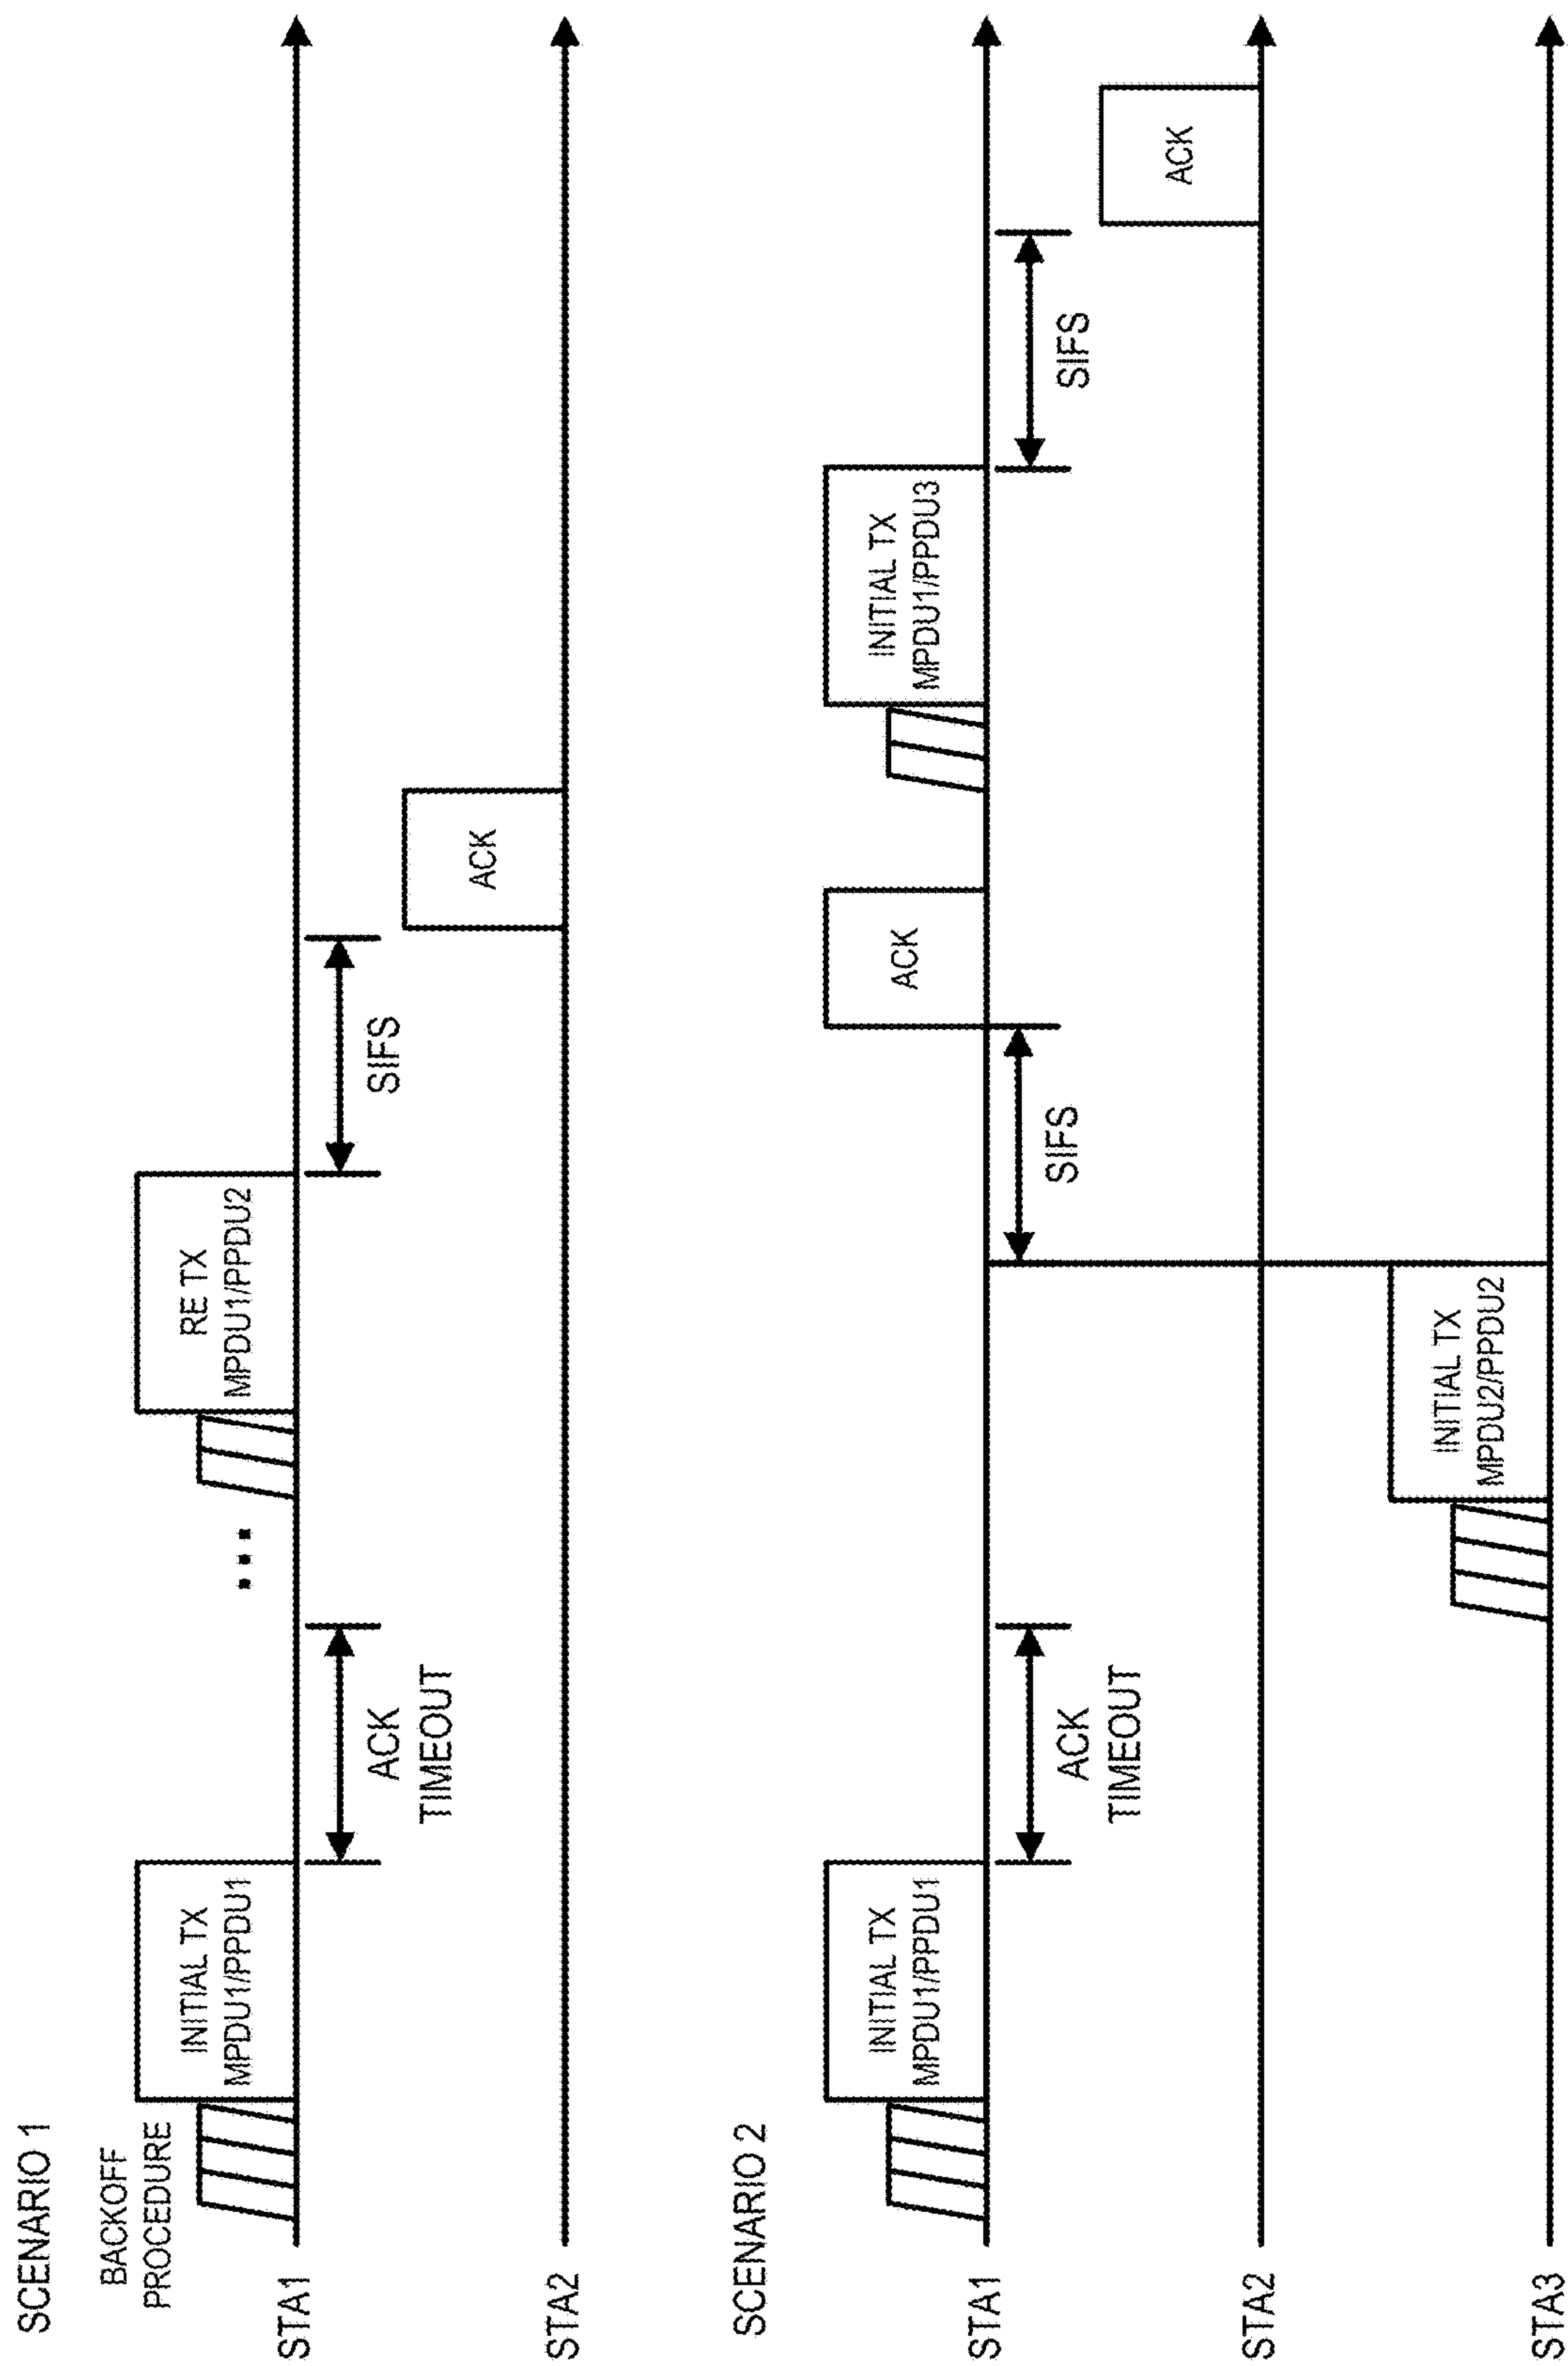 SCENARIO 1
BACKOFF
PROCEDURE
STA1
INITIAL TX
MPDU1/PPDU1
ACK
TIMEOUT
...
RE TX
MPDU1/PPDU2
SIFS
STA2
ACK
SCENARIO 2
STA1
INITIAL TX
MPDU1/PPDU1
ACK
TIMEOUT
SIFS
ACK
INITIAL TX
MPDU1/PPDU3
SIFS
STA2
ACK
STA3
INITIAL TX
MPDU2/PPDU2